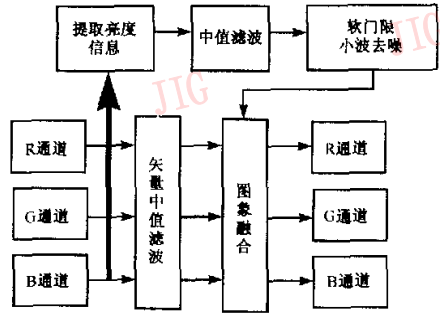 提取亮度
信息
中值滤波
软门限
小波去噪
JIG
JIG
R通道
G通道
B通道
矢量中值滤波
图象融合
R通道
G通道
B通道